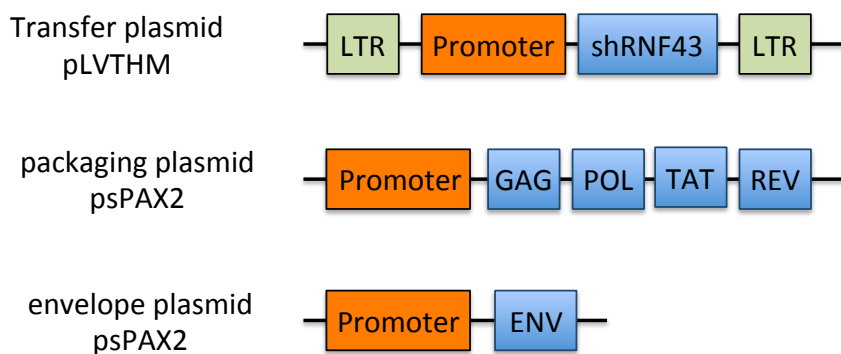 Transfer plasmid
pLVTHM
LTR Promoter shRNF43 LTR
packaging plasmid
psPAX2
Promoter GAG POL TAT REV
envelope plasmid
psPAX2
Promoter ENV